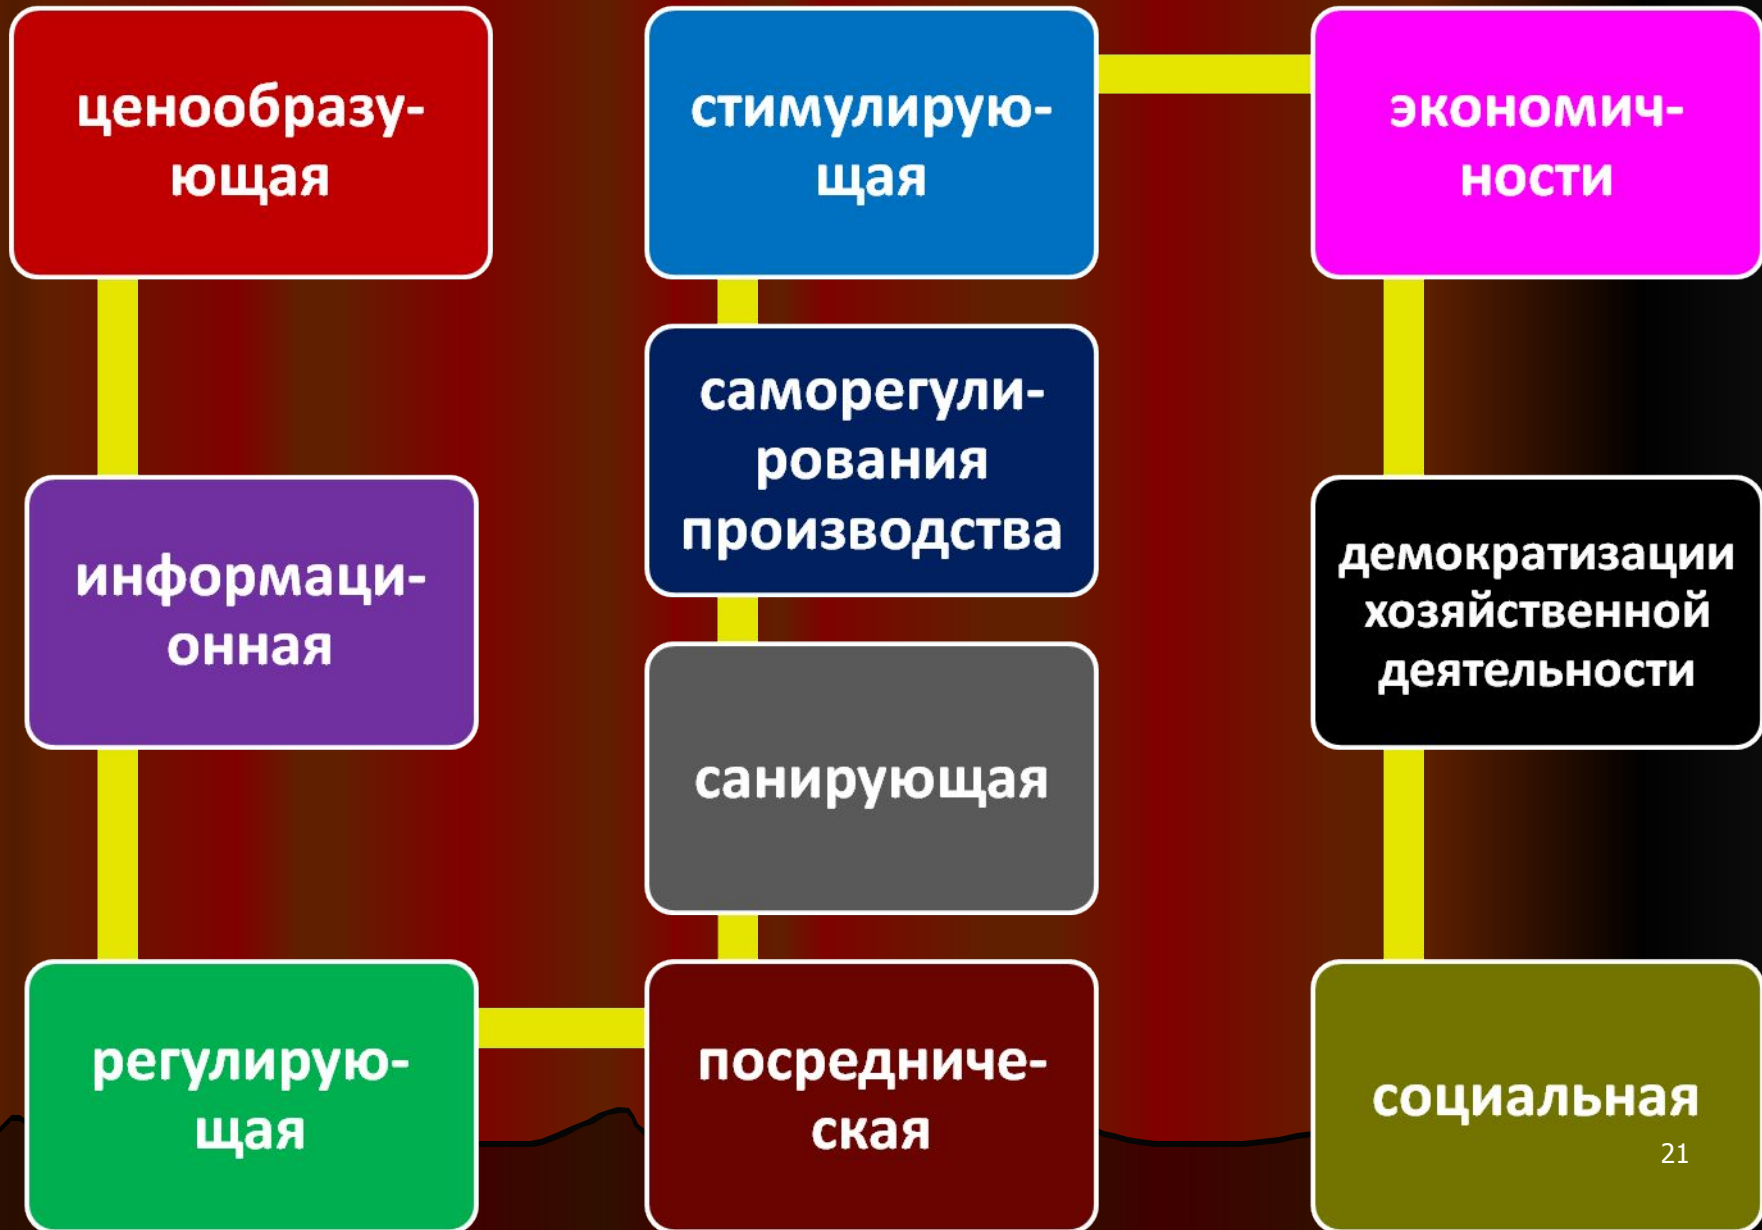 ценообразу-
ющая
информаци-
онная
регулирую-
щая
посредниче-
ская
санирующая
саморегули-
рования
производства
стимулирую-
щая
экономич-
ности
демократизации
хозяйственной
деятельности
социальная
21